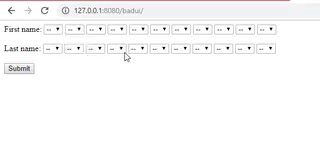 127.0.0.1:8080/badui/
First name: -- -- -- -- -- -- -- -- -- -- --
Last name: -- -- -- -- -- -- -- -- -- -- --
Submit